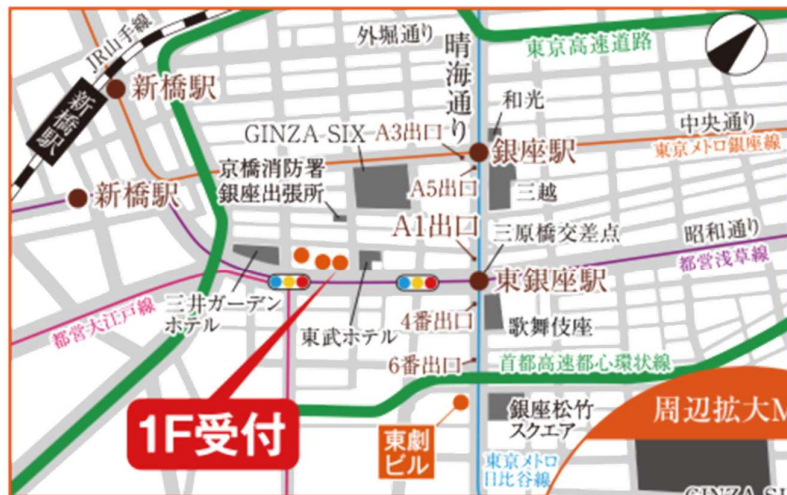 外堀通り
東京高速道路
JR山手線
晴海通り
新橋駅
新橋駅
和光
中央通り
GINZA SIX
A3出口
銀座駅
東京メトロ銀座線
京橋消防署
銀座出張所
A5出口
三越
新橋駅
A1出口
三原橋交差点
昭和通り
都営浅草線
東銀座駅
三井ガーデン
ホテル
都営大江戸線
東武ホテル
4番出口
歌舞伎座
6番出口
首都高速都心環状線
1F受付
東劇
ビル
銀座松竹
スクエア
周辺拡大M
東京メトロ
日比谷線
GINZA SI